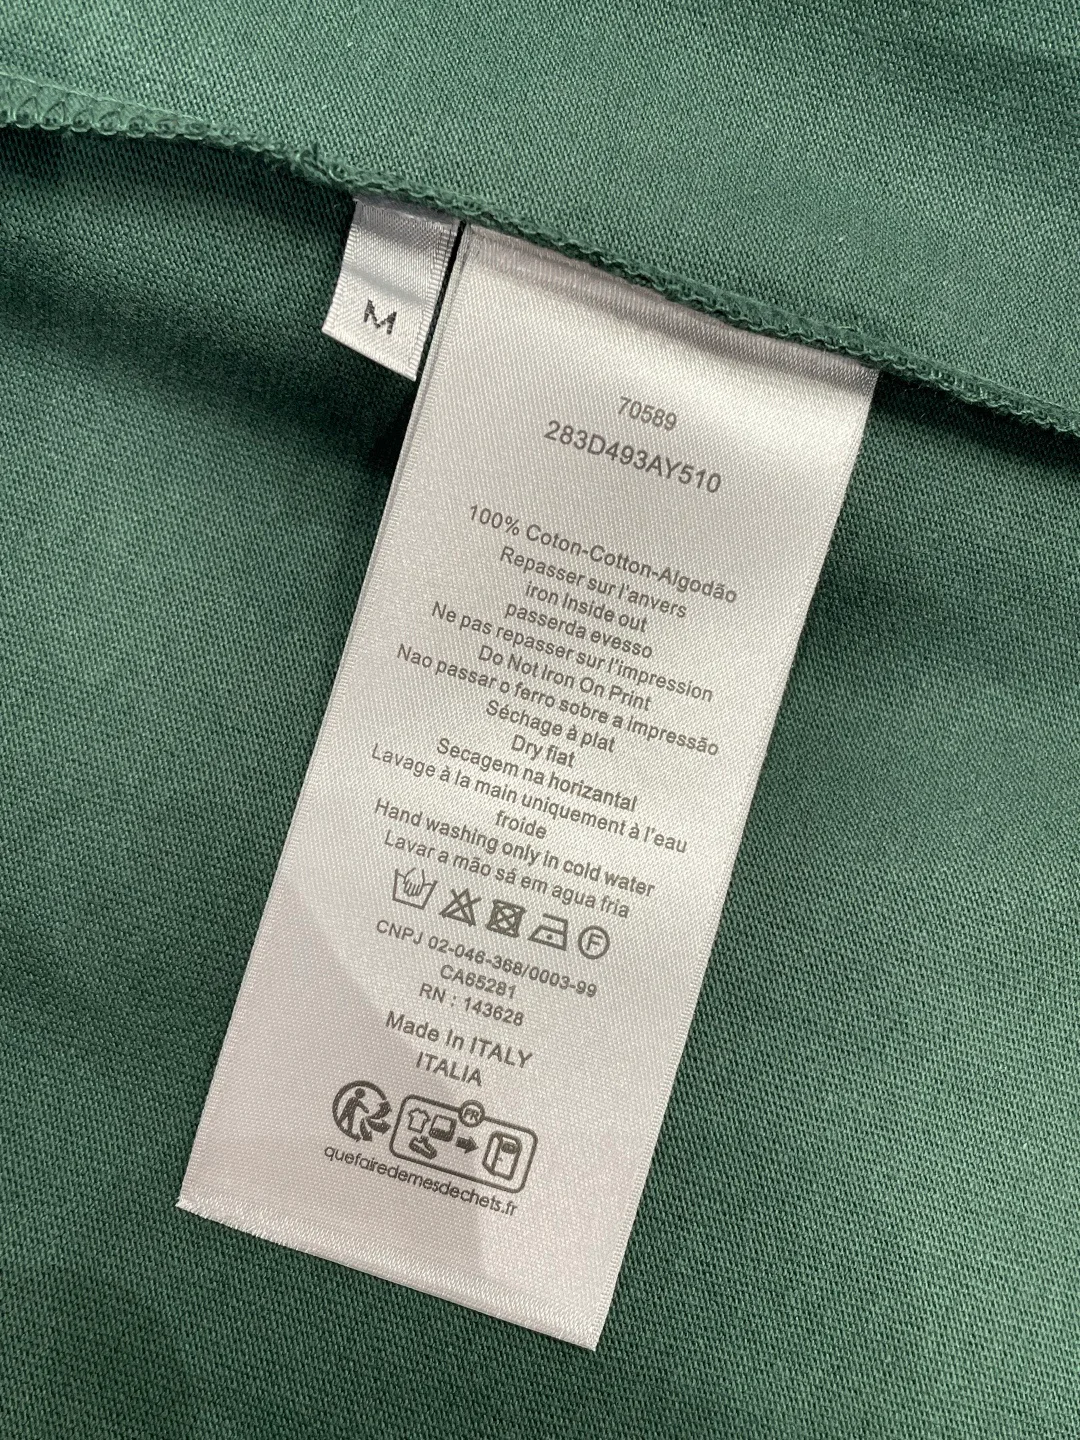 M
70589
283D493AY510
100% Coton-Cotton-Algodão
Repasser sur l'anvers
iron Inside out
passerda evesso
Ne pas repasser sur l'impression
Do Not Iron On Print
Nao passar o ferro sobre a impressão
Séchage à plat
Dry fiat
Secagem na horizantal
Lavage à la main uniquement à l'eau
froide
Hand washing only in cold water
Lavar a mão sá em agua fria
F
CNPJ 02-046-368/0003-99
CA65281
RN : 143628
Made In ITALY
ITALIA
FR
quefairedemesdechets.fr